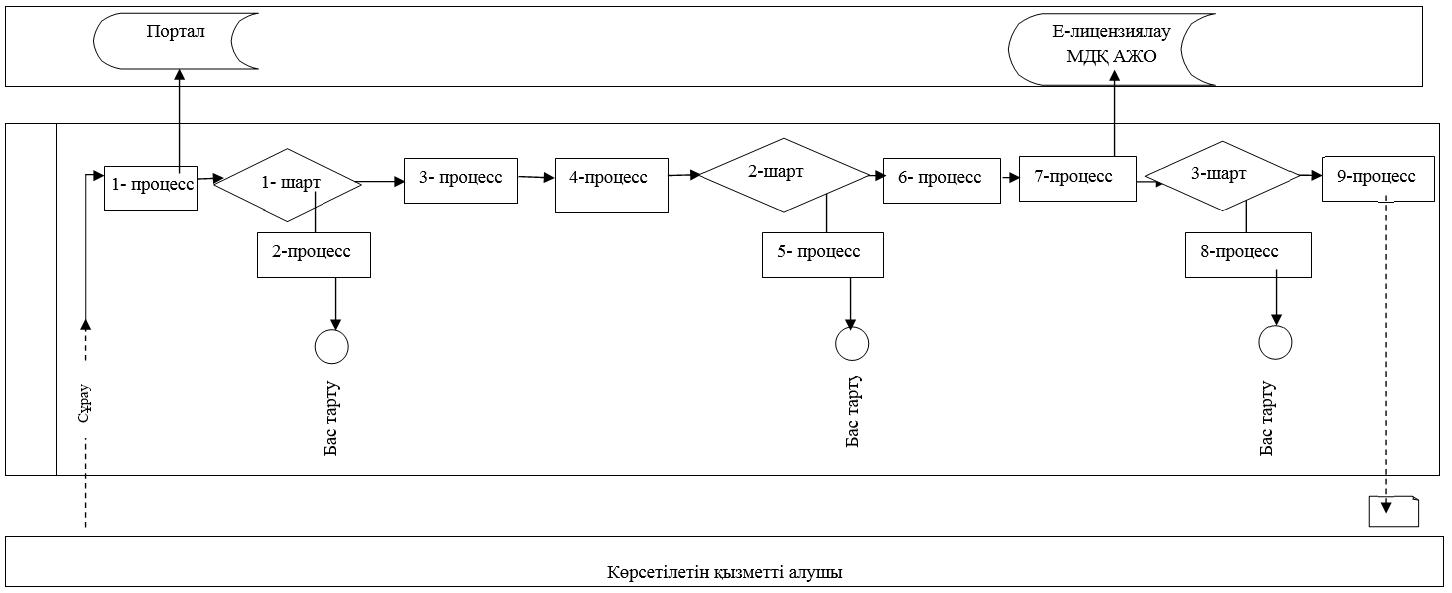 Портал
Е-лицензиялау
МДҚ АЖО
1- процесс
1- шарт
3- процесс
4-процесс
2-шарт
6- процесс
7-процесс
3-шарт
9-процесс
2-процесс
5- процесс
8-процесс
Сұрау
Бас тарту
Бас тарту
Бас тарту
Көрсетілетін қызметті алушы